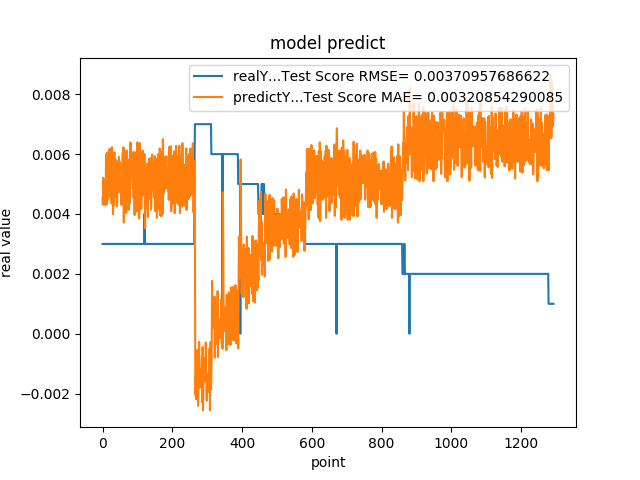 model predict
realY...Test Score RMSE= 0.00370957686622
predictY...Test Score MAE= 0.00320854290085
0.008
0.006
0.004
0.002
0.000
−0.002
real value
0 200 400 600 800 1000 1200
point